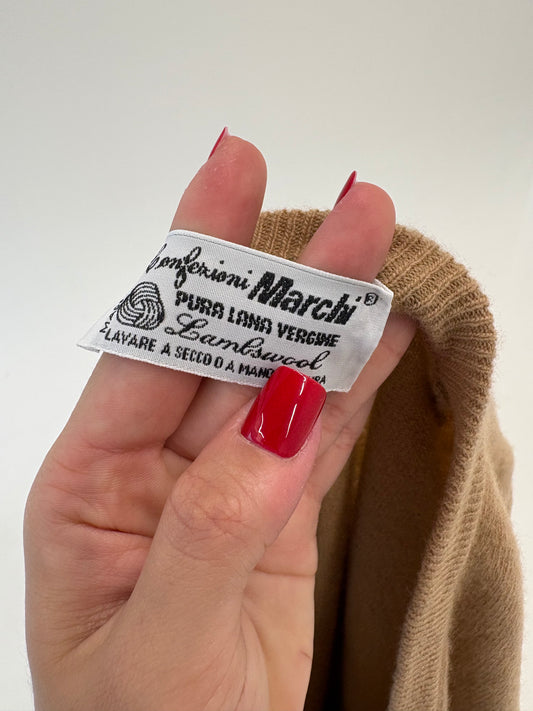 Confezioni Marchi®
PURA LANA VERGINE
Lambswool
LAVARE A SECCO O A MANO